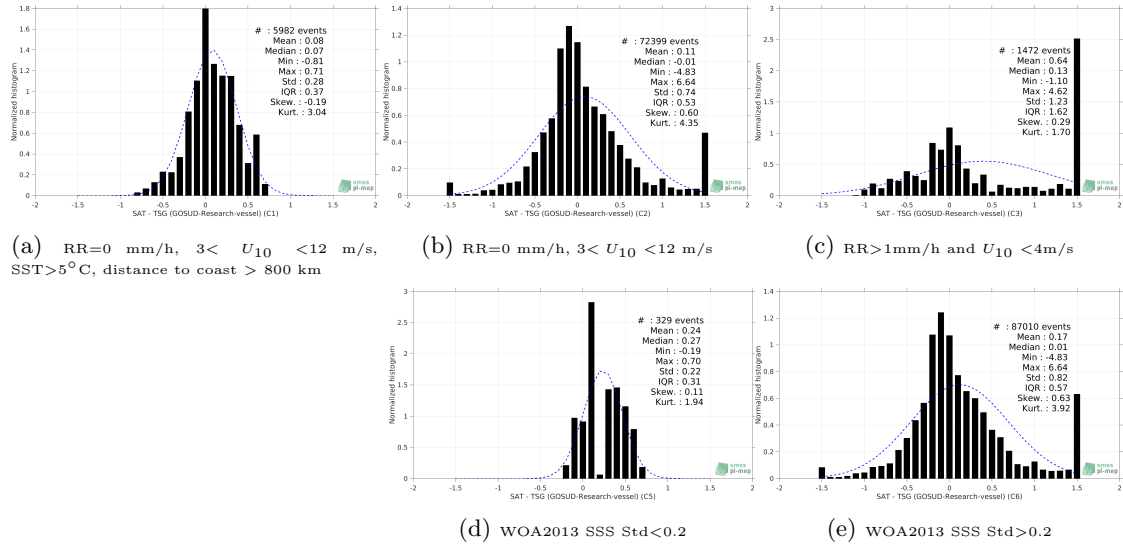 1.8
1.6
1.4
1.2
1
0.8
0.6
0.4
0.2
0
-2
-1.5
-1
-0.5
0
0.5
1
1.5
2
Normalized histogram
# : 5982 events
Mean : 0.08
Median : 0.07
Min : -0.81
Max : 0.71
Std : 0.28
IQR : 0.37
Skew. : -0.19
Kurt. : 3.04
smos
pi-mep
SAT - TSG (GOSUD-Research-vessel) (C1)
(a) RR=0 mm/h, 3< U10 <12 m/s,
SST>5°C, distance to coast > 800 km
1.4
1.2
1
0.8
0.6
0.4
0.2
0
-2
-1.5
-1
-0.5
0
0.5
1
1.5
2
Normalized histogram
# : 72399 events
Mean : 0.11
Median : -0.01
Min : -4.83
Max : 6.64
Std : 0.74
IQR : 0.53
Skew. : 0.60
Kurt. : 4.35
smos
pi-mep
SAT - TSG (GOSUD-Research-vessel) (C2)
(b) RR=0 mm/h, 3< U10 <12 m/s
3
2.5
2
1.5
1
0.5
0
-2
-1.5
-1
-0.5
0
0.5
1
1.5
2
Normalized histogram
# : 1472 events
Mean : 0.64
Median : 0.13
Min : -1.10
Max : 4.62
Std : 1.23
IQR : 1.62
Skew. : 0.29
Kurt. : 1.70
smos
pi-mep
SAT - TSG (GOSUD-Research-vessel) (C3)
(c) RR>1mm/h and U10 <4m/s
3
2.5
2
1.5
1
0.5
0
-2
-1.5
-1
-0.5
0
0.5
1
1.5
2
Normalized histogram
# : 329 events
Mean : 0.24
Median : 0.27
Min : -0.19
Max : 0.70
Std : 0.22
IQR : 0.31
Skew. : 0.11
Kurt. : 1.94
smos
pi-mep
SAT - TSG (GOSUD-Research-vessel) (C5)
(d) WOA2013 SSS Std<0.2
1.4
1.2
1
0.8
0.6
0.4
0.2
0
-2
-1.5
-1
-0.5
0
0.5
1
1.5
2
Normalized histogram
# : 87010 events
Mean : 0.17
Median : 0.01
Min : -4.83
Max : 6.64
Std : 0.82
IQR : 0.57
Skew. : 0.63
Kurt. : 3.92
smos
pi-mep
SAT - TSG (GOSUD-Research-vessel) (C6)
(e) WOA2013 SSS Std>0.2